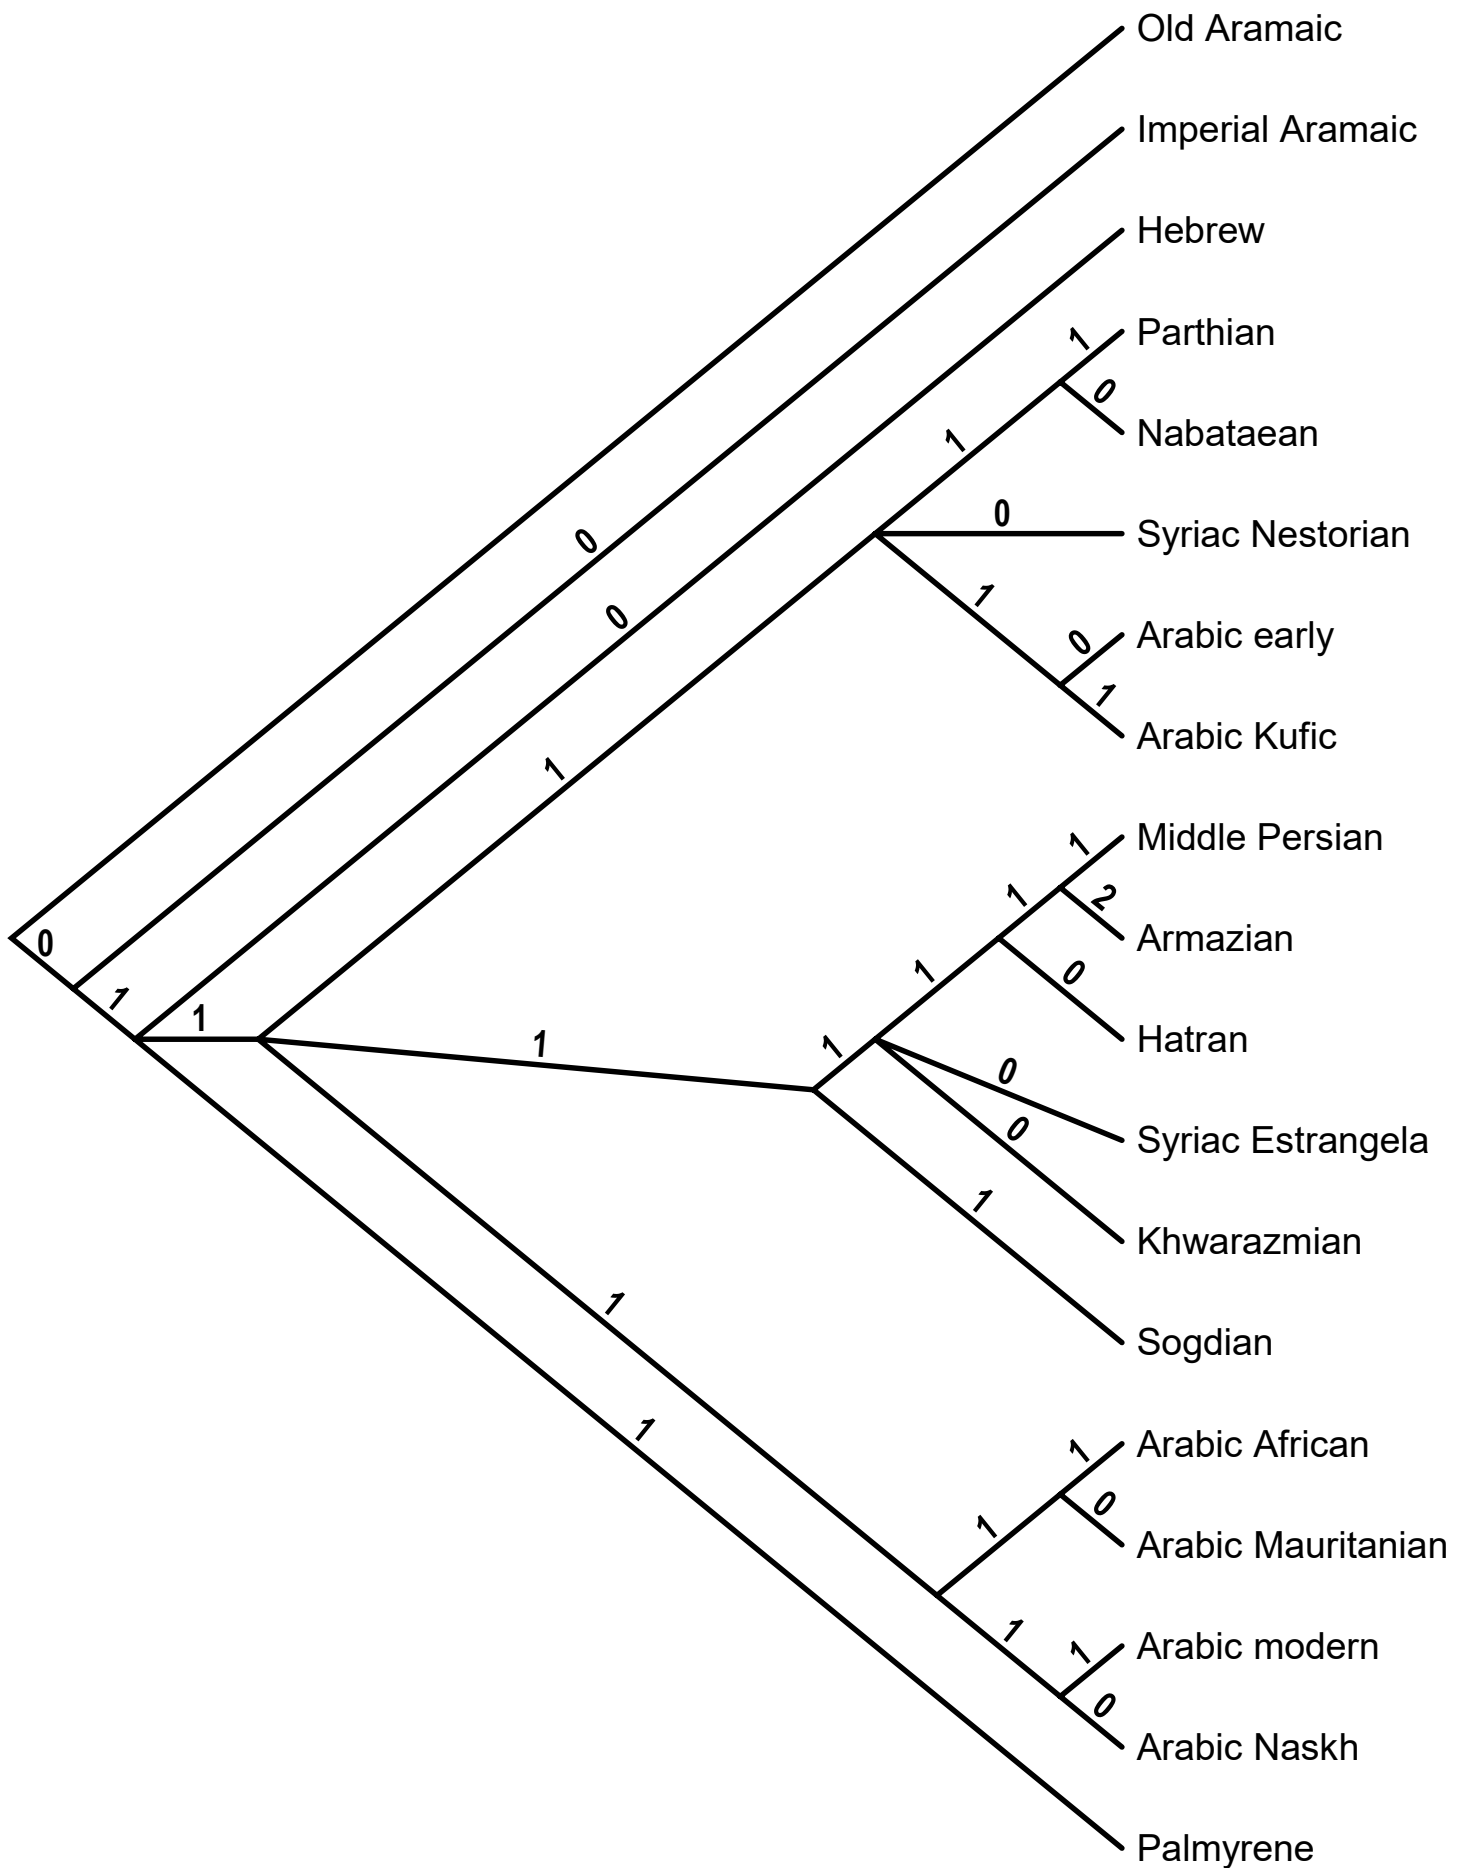 Old Aramaic
Imperial Aramaic
Hebrew
1
Parthian
0
1
Nabataean
0
0
Syriac Nestorian
1
0
0
Arabic early
1
Arabic Kufic
1
1
Middle Persian
1
2
0
Armazian
1
0
1
1
1
1
Hatran
0
0
Syriac Estrangela
1
Khwarazmian
1
Sogdian
1
1
Arabic African
0
1
Arabic Mauritanian
1
1
Arabic modern
0
Arabic Naskh
Palmyrene